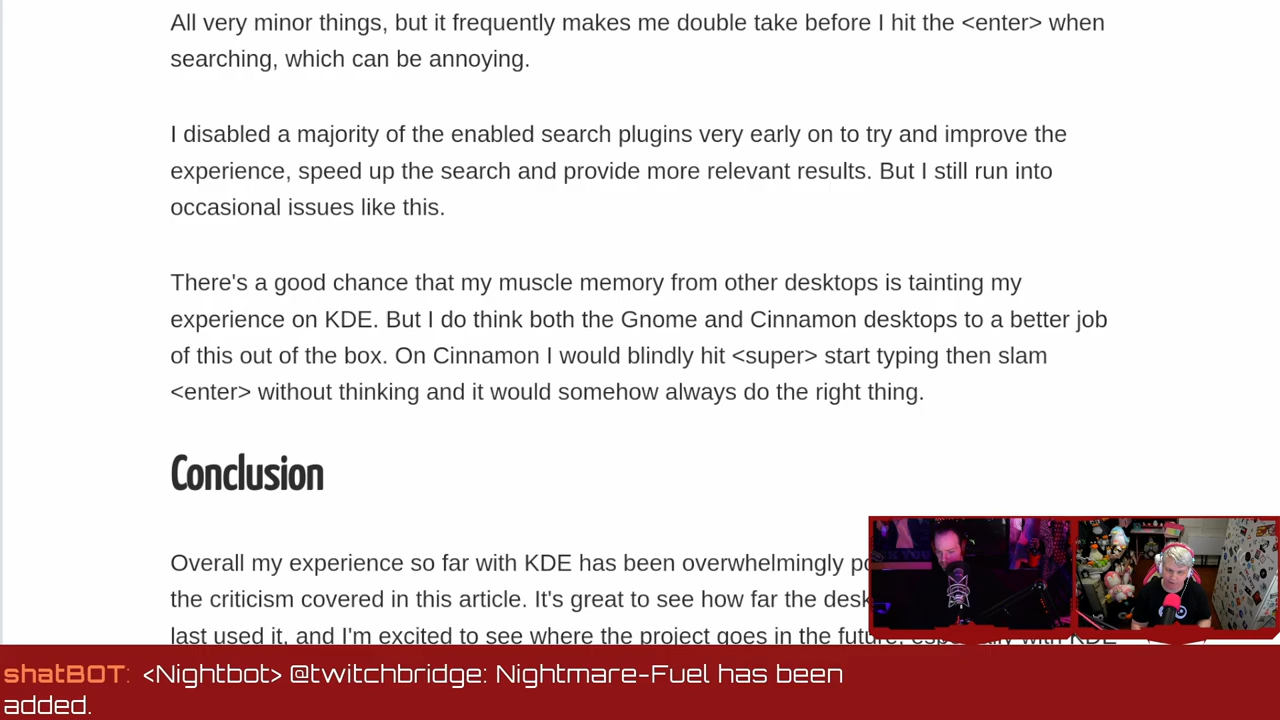 All very minor things, but it frequently makes me double take before I hit the <enter> when
searching, which can be annoying.
I disabled a majority of the enabled search plugins very early on to try and improve the
experience, speed up the search and provide more relevant results. But I still run into
occasional issues like this.
There's a good chance that my muscle memory from other desktops is tainting my
experience on KDE. But I do think both the Gnome and Cinnamon desktops to a better job
of this out of the box. On Cinnamon I would blindly hit <super> start typing then slam
<enter> without thinking and it would somehow always do the right thing.
Conclusion
Overall my experience so far with KDE has been overwhelmingly
the criticism covered in this article. It's great to see how far the
last used it, and I'm excited to see where the project goes in the future, especially with KDE
shatBOT: <Nightbot> @twitchbridge: Nightmare-Fuel has been
added.